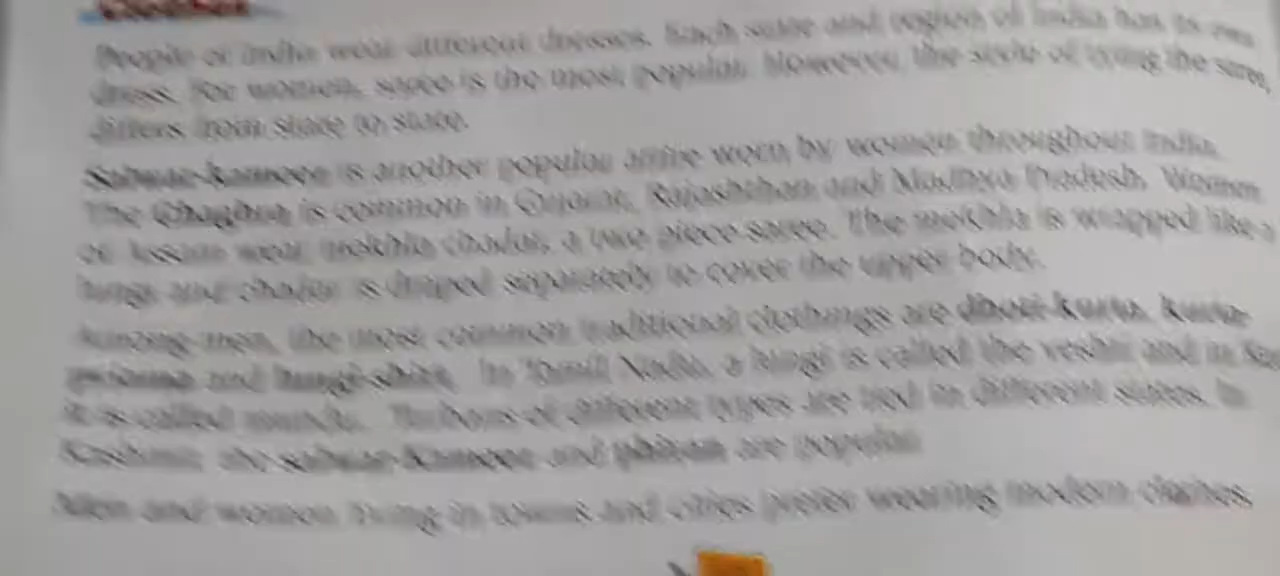 Clothes
People of India wear different dresses. Each state and region of India has its own
dress. For women, saree is the most popular. However, the style of tying the saree,
differs from state to state.
Salwar-kameez is another popular attire worn by women throughout India.
The Ghaghra is common in Gujarat, Rajasthan and Madhya Pradesh. Women
of Assam wear mekhla chadar, a two piece saree. The mekhla is wrapped like a
lungi and chadar is draped separately to cover the upper body.
Among men, the most common traditional clothings are dhoti-kurta, kurta-
pyjama and lungi-shirt. In Tamil Nadu, a lungi is called the veshti and in
it is called mundu. Turbans of different types are tied in different states. In
Kashmir, the salwar-kameez and phiran are popular.
Men and women living in towns and cities prefer wearing modern clothes.